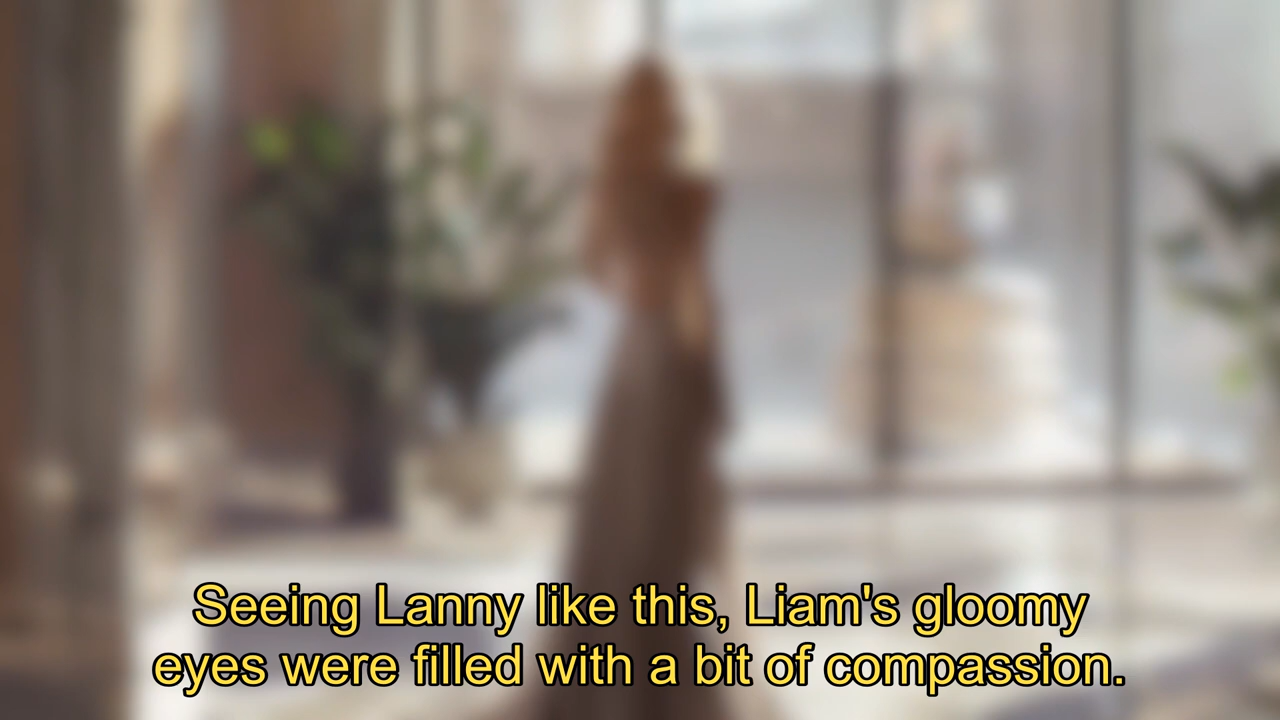 Seeing Lanny like this, Liam's gloomy
eyes were filled with a bit of compassion.